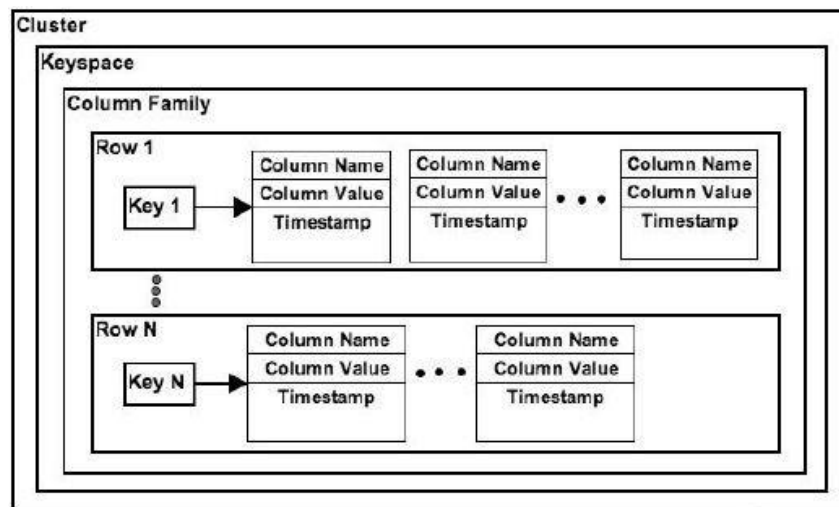 Cluster
Keyspace
Column Family
Row 1
Key 1
Column Name
Column Value
Timestamp
Column Name
Column Value
Timestamp
Column Name
Column Value
Timestamp
Row N
Key N
Column Name
Column Value
Timestamp
Column Name
Column Value
Timestamp